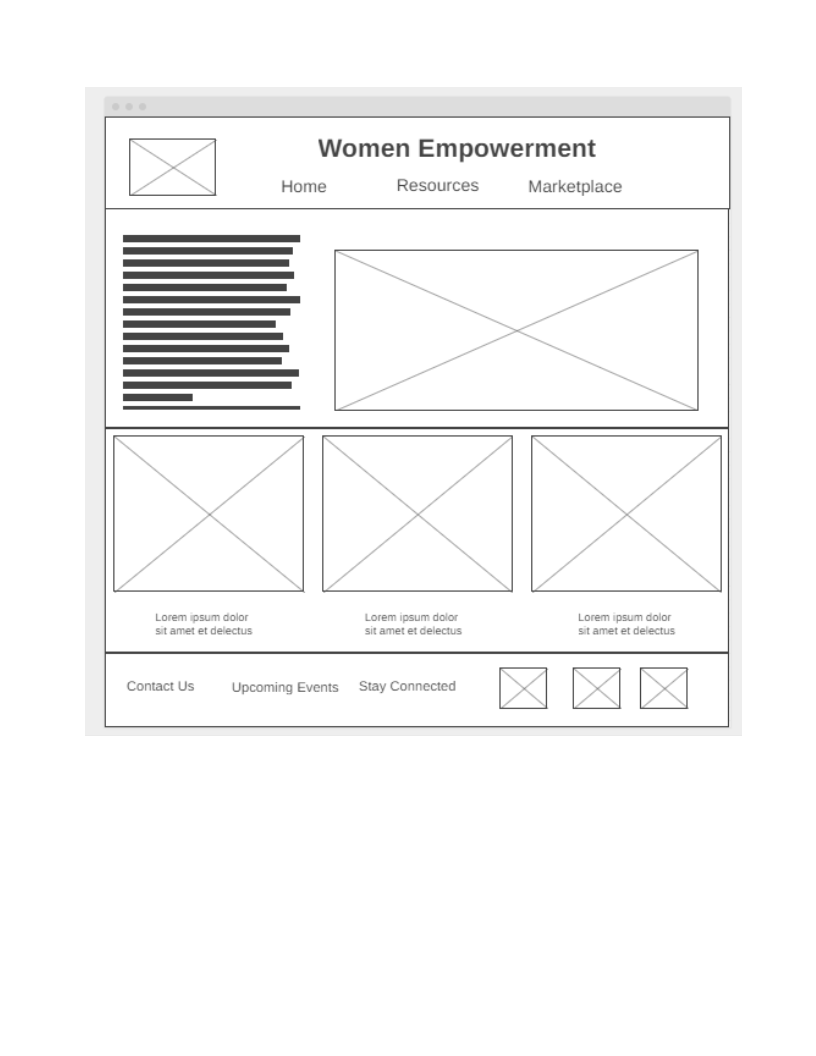 Women Empowerment
Home Resources Marketplace
Lorem ipsum dolor
sit amet et delectus
Lorem ipsum dolor
sit amet et delectus
Lorem ipsum dolor
sit amet et delectus
Contact Us Upcoming Events Stay Connected